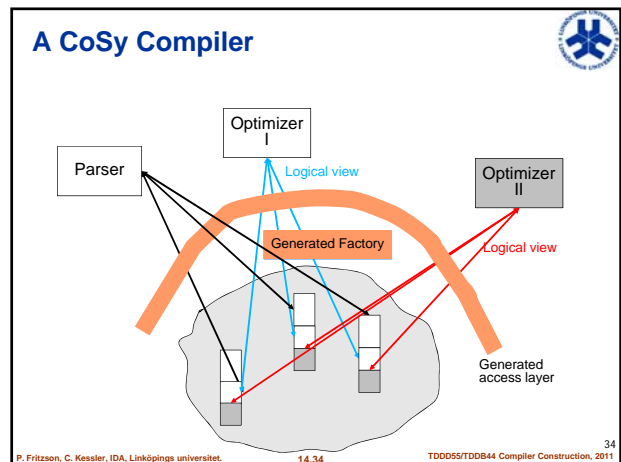 A CoSy Compiler
Optimizer
I
Parser
Logical view
Optimizer
II
Logical view
Generated Factory
Generated
access layer
34
P. Fritzson, C. Kessler, IDA, Linköpings universitet.
14.34
TDDD55/TDDB44 Compiler Construction, 2011